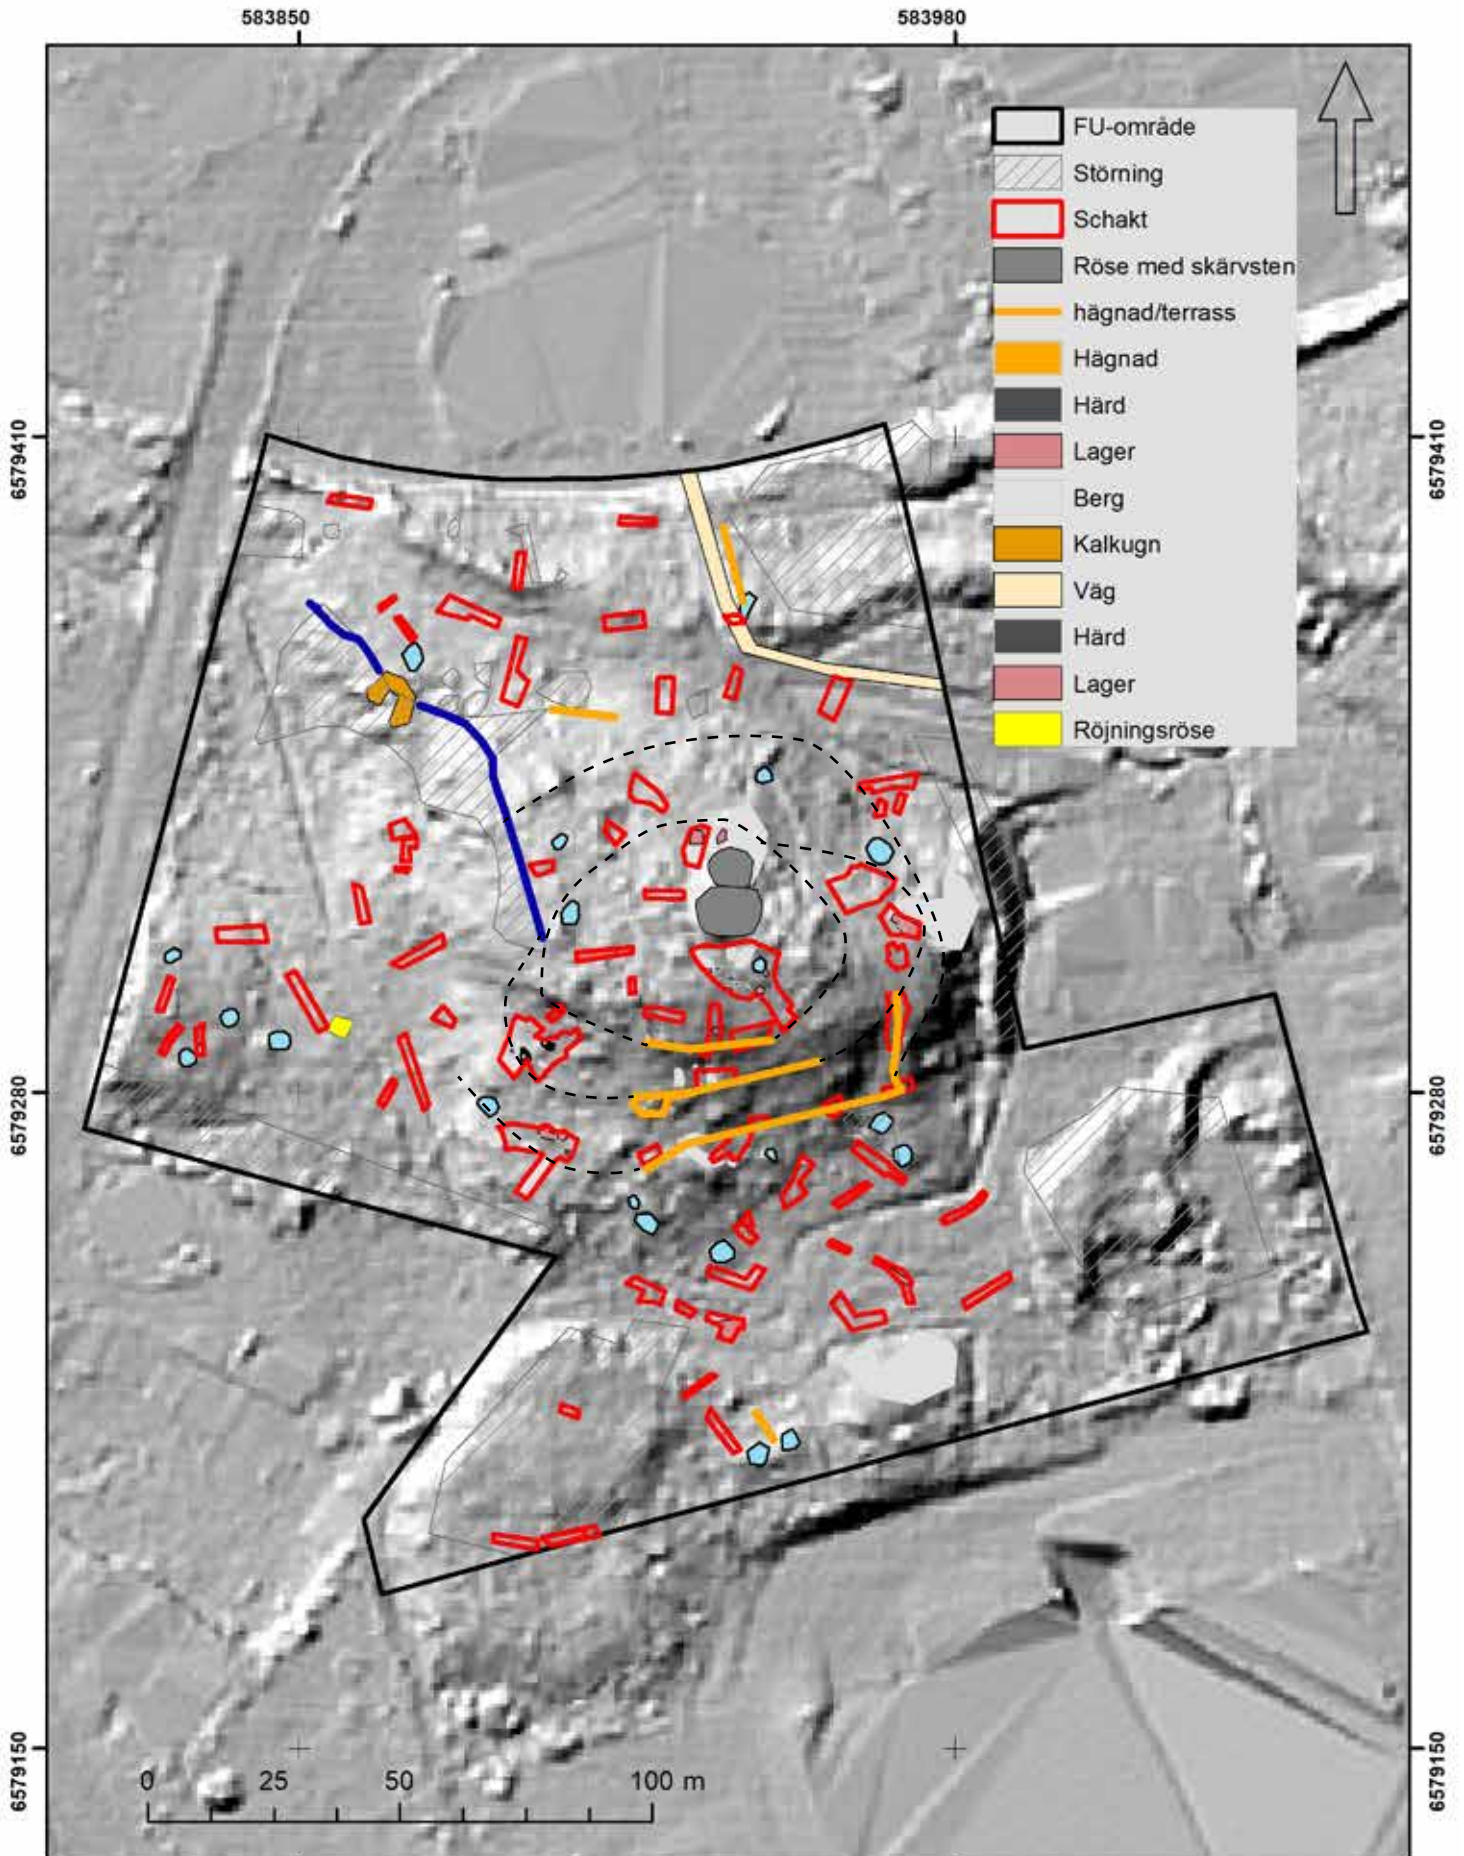 583850
583980
FU-område
Störning
Schakt
Röse med skärvsten
hägnad/terrass
Hägnad
Härd
Lager
Berg
Kalkugn
Väg
Härd
Lager
Röjningsröse
6579410
6579410
6579280
6579280
6579150
6579150
0 25 50 100 m